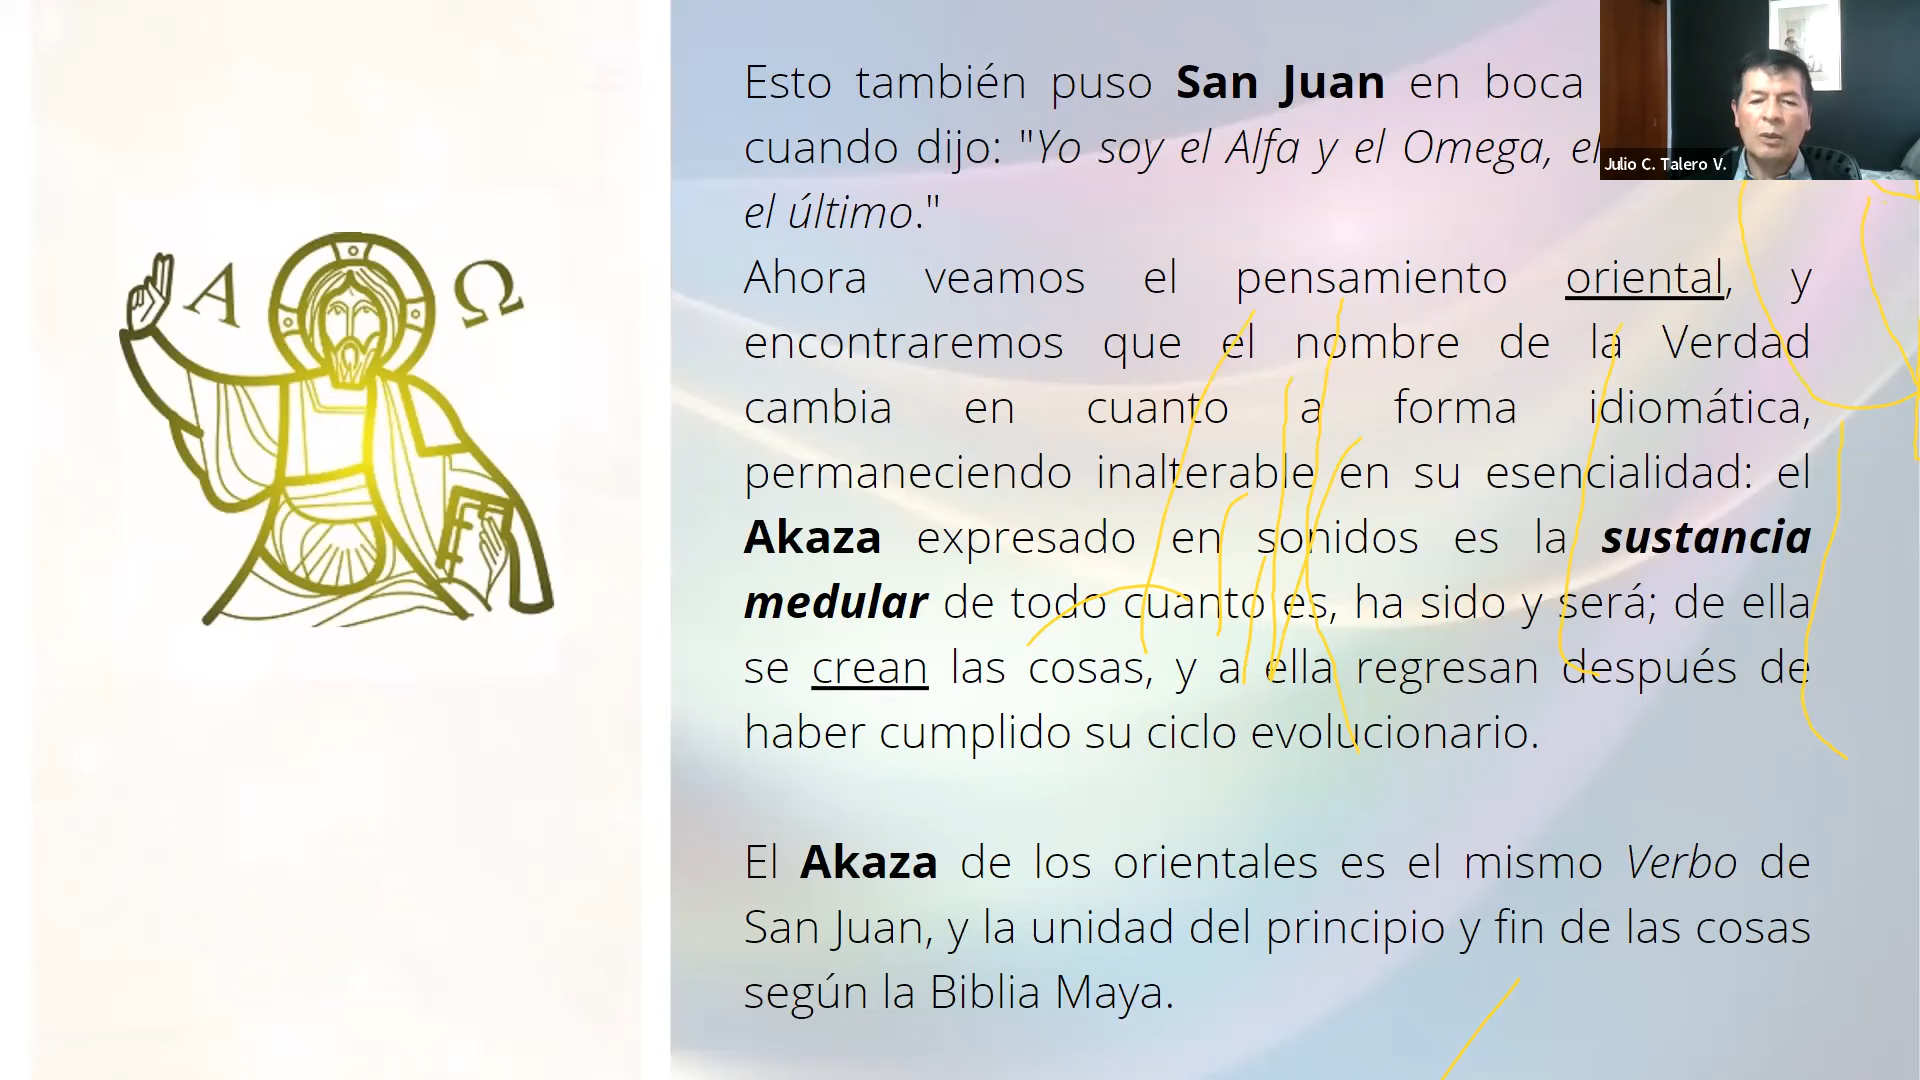 Esto también puso San Juan en boca
cuando dijo: "Yo soy el Alfa y el Omega, el
el último."
Ahora veamos el pensamiento oriental, y
encontraremos que el nombre de la Verdad
cambia en cuanto a forma idiomática,
permaneciendo inalterable en su esencialidad: el
Akaza expresado en sonidos es la sustancia
medular de todo cuanto es, ha sido y será; de ella
se crean las cosas, y a ella regresan después de
haber cumplido su ciclo evolucionario.
El Akaza de los orientales es el mismo Verbo de
San Juan, y la unidad del principio y fin de las cosas
según la Biblia Maya.
Α Ω
Julio C. Talero V.